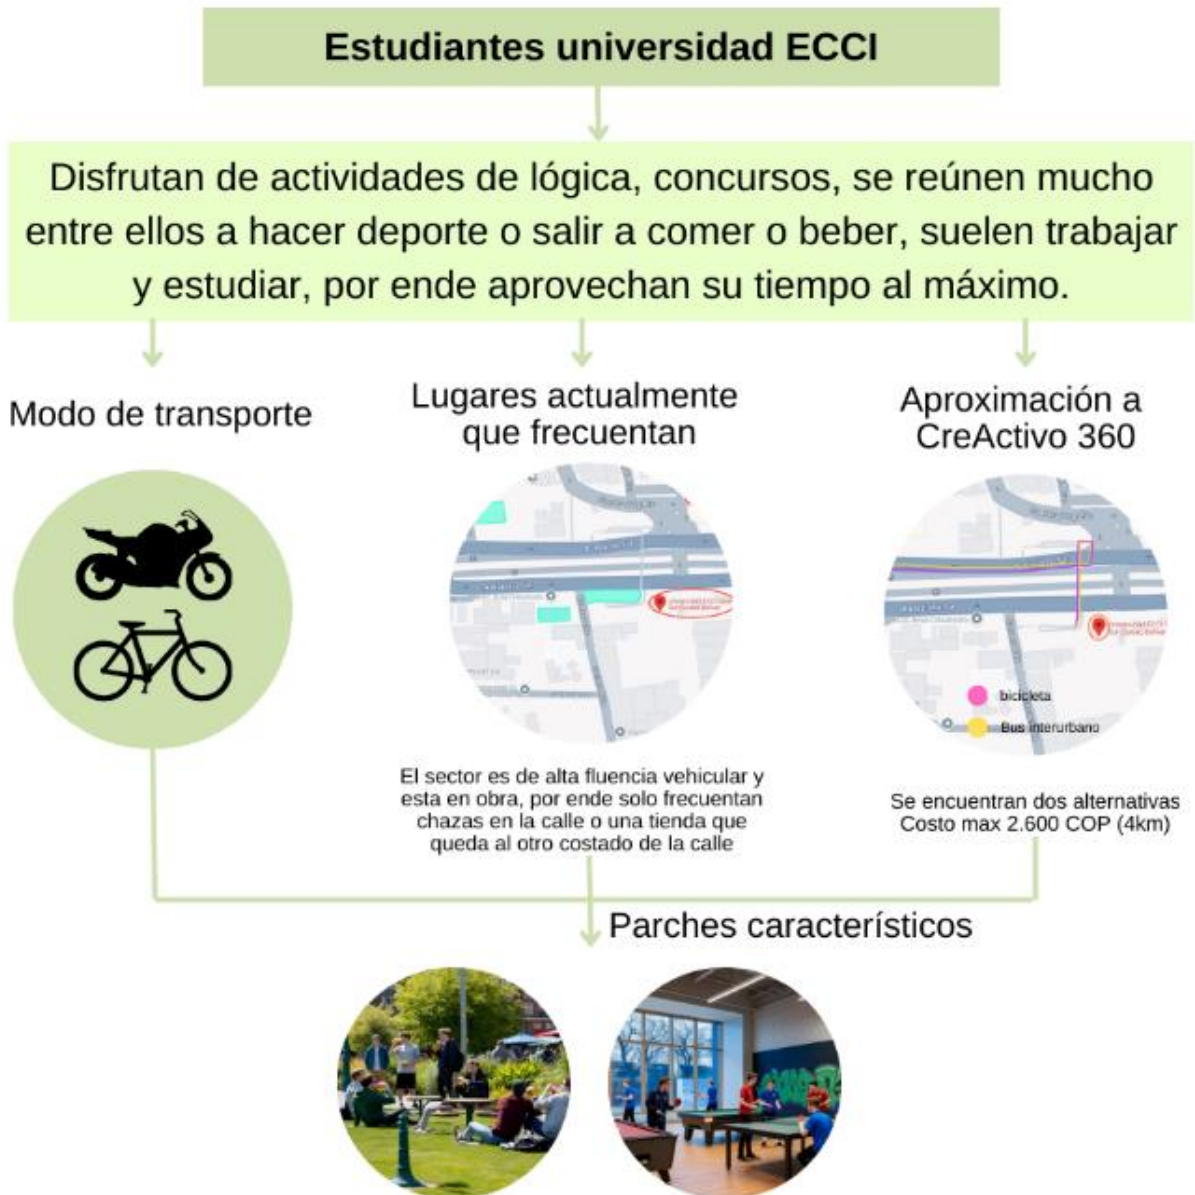 Estudiantes universidad ECCI
Disfrutan de actividades de lógica, concursos, se reúnen mucho
entre ellos a hacer deporte o salir a comer o beber, suelen trabajar
y estudiar, por ende aprovechan su tiempo al máximo.
Modo de transporte
Lugares actualmente
que frecuentan
Aproximación a
CreActivo 360
bicicleta
Bus interurbano
El sector es de alta fluencia vehicular y
esta en obra, por ende solo frecuentan
chazas en la calle o una tienda que
queda al otro costado de la calle
Se encuentran dos alternativas
Costo max 2.600 COP (4km)
Parches característicos